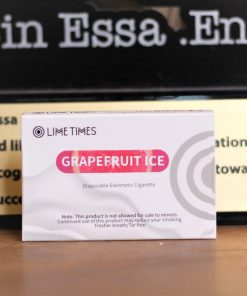 in Essa .En
LIME TIMES
GRAPEFRUIT ICE
Disposable Electronic Cigarette
Note: This product is not allowed for sale to minors.
Continued use of this product may reduce your smoking.
Fresher breath/Tar free